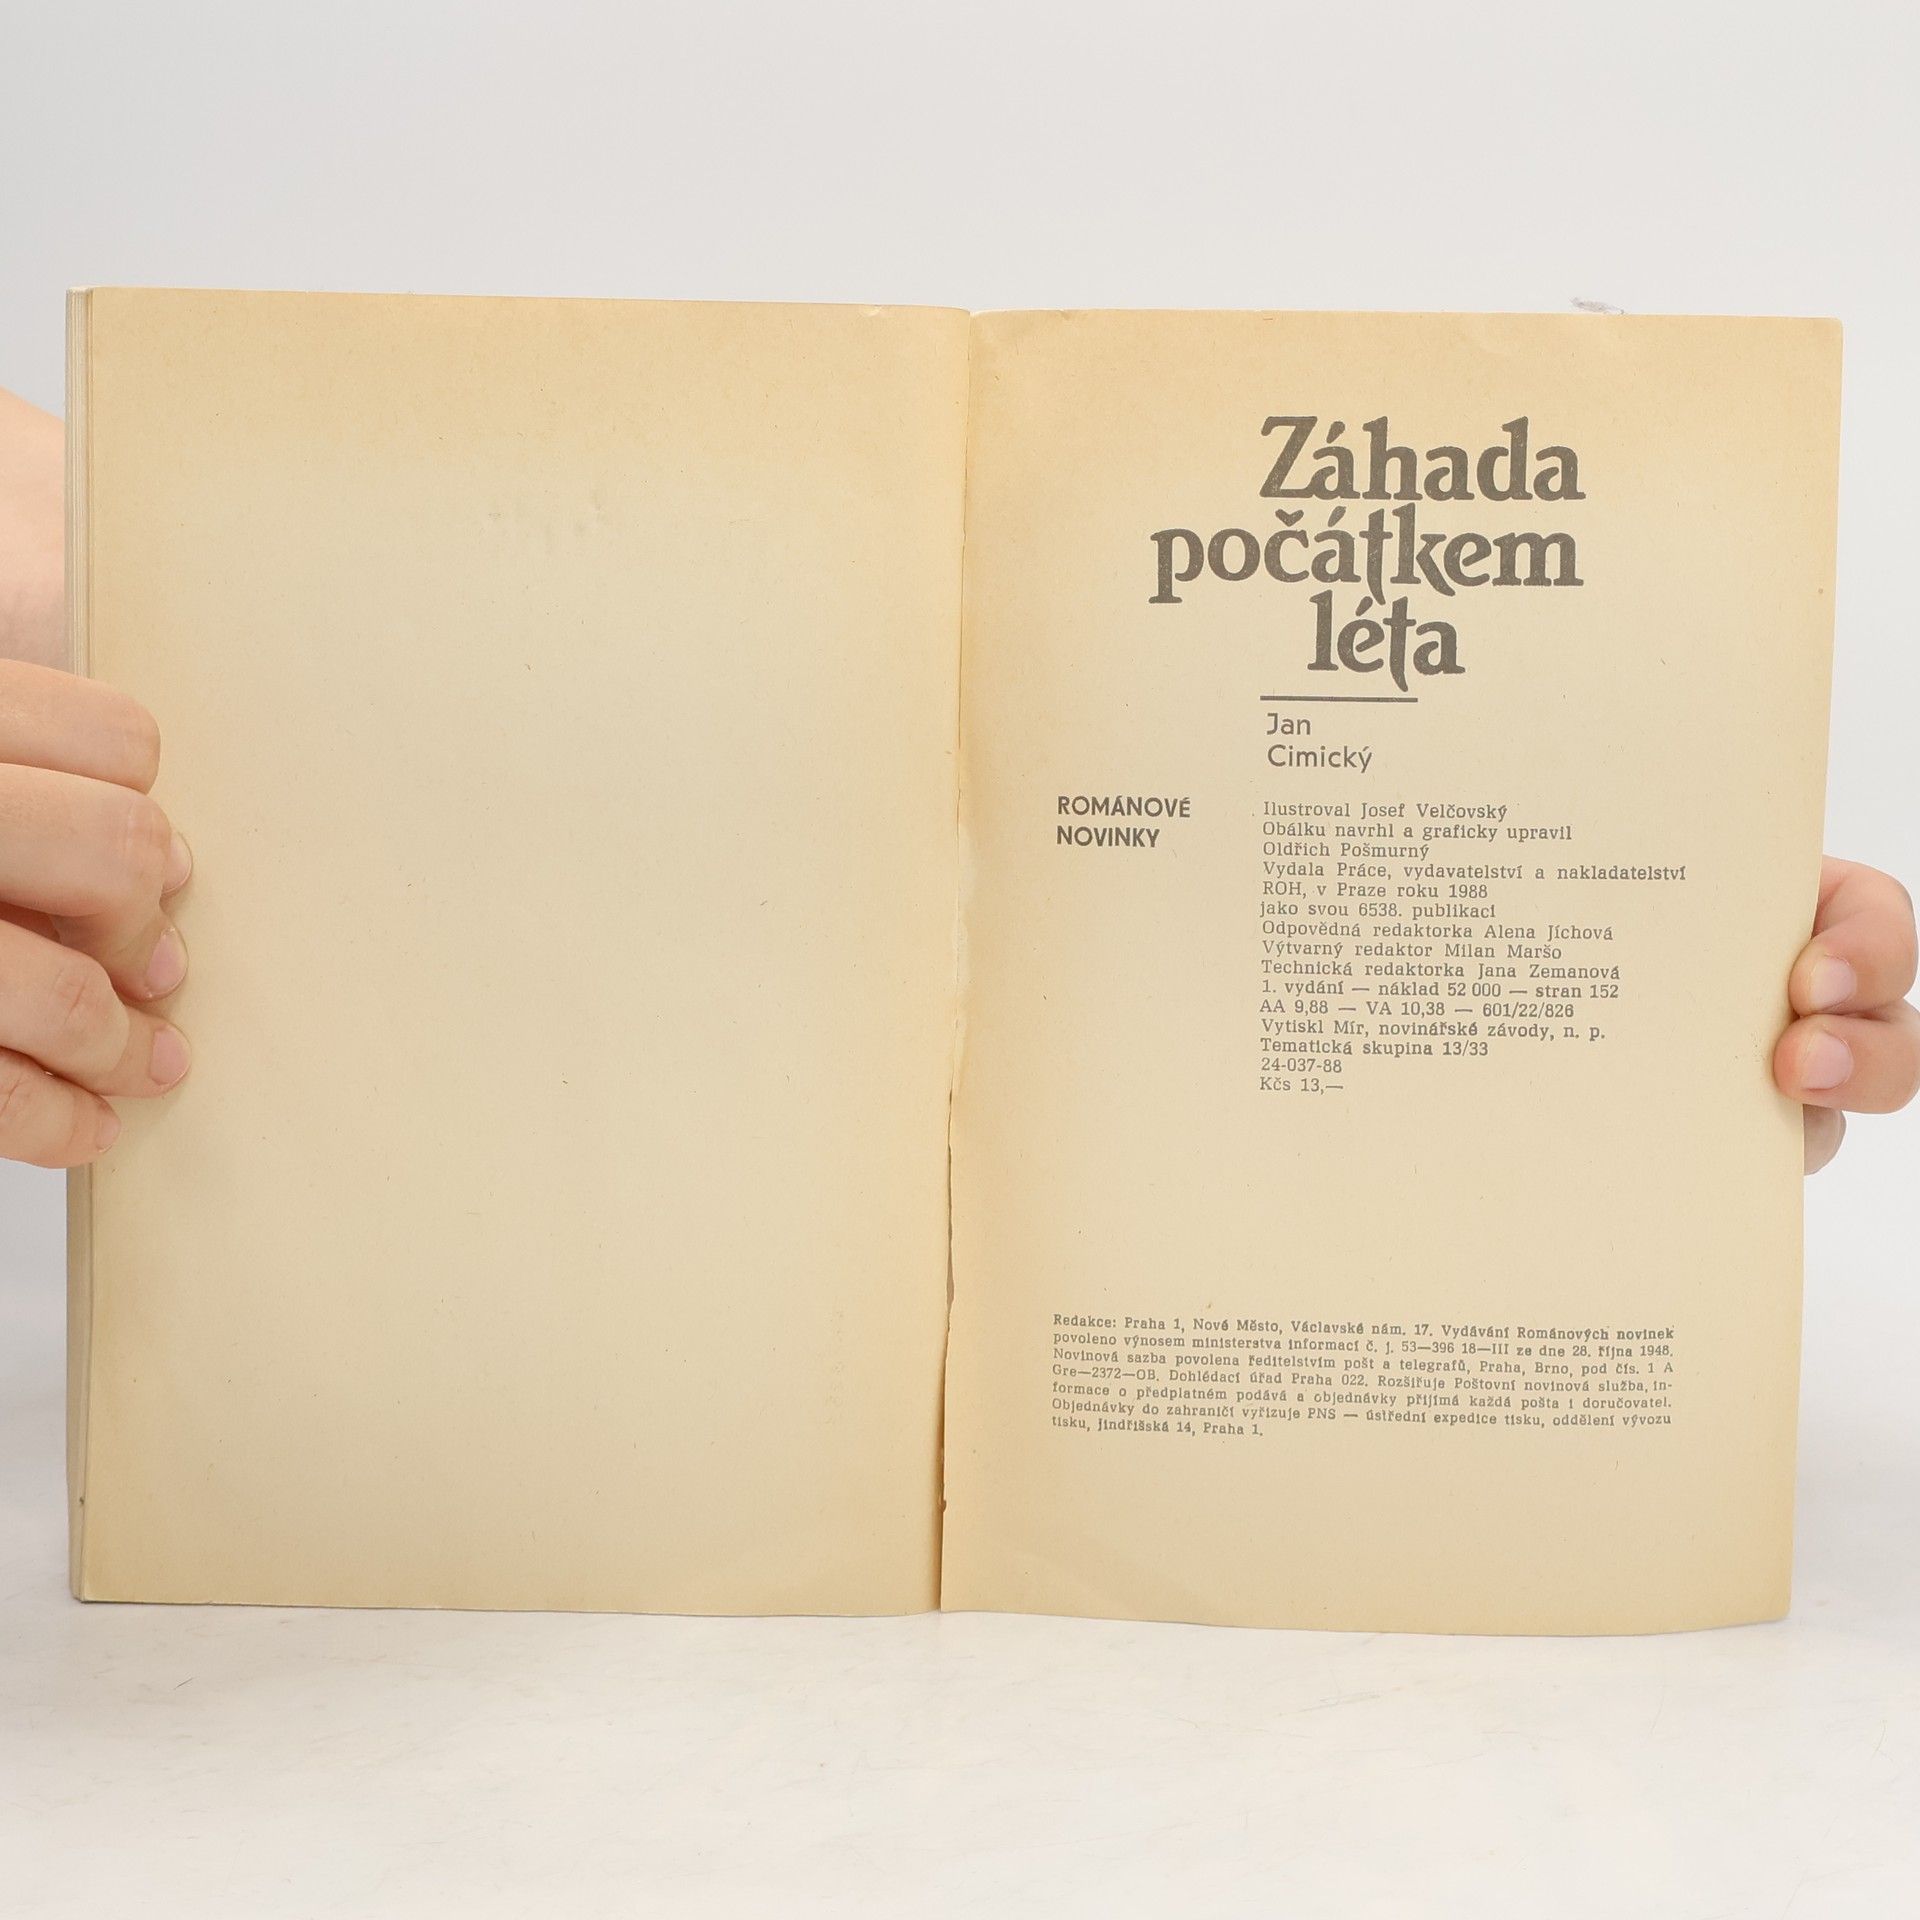 Záhada
počátkem
léta
Jan
Cimický
ROMÁNOVÉ
NOVINKY
Ilustroval Josef Velčovský
Obálku navrhl a graficky upravil
Oldřich Pošmurný
Vydala Práce, vydavatelství a nakladatelství
ROH, v Praze roku 1988
jako svou 6538. publikaci
Odpovědná redaktorka Alena Jíchová
Výtvarný redaktor Milan Maršo
Technická redaktorka Jana Zemanová
1. vydání — náklad 52 000 — stran 152
AA 9,88 — VA 10,38 — 601/22/826
Vytiskl Mír, novinářské závody, n. p.
Tematická skupina 13/33
24-037-88
Kčs 13,—
Redakce: Praha 1, Nové Město, Václavské nám. 17. Vydávání Románových novinek
povoleno výnosem ministerstva informací č. j. 53—396 18—III ze dne 28. října 1948.
Novinová sazba povolena ředitelstvím pošt a telegrafů, Praha, Brno, pod čís. 1 A
Gre—2372—OB. Dohlédací úřad Praha 022. Rozšiřuje Poštovní novinová služba, in-
formace o předplatném podává a objednávky přijímá každá pošta i doručovatel.
Objednávky do zahraničí vyřizuje PNS — ústřední expedice tisku, oddělení vývozu
tisku, Jindřišská 14, Praha 1.